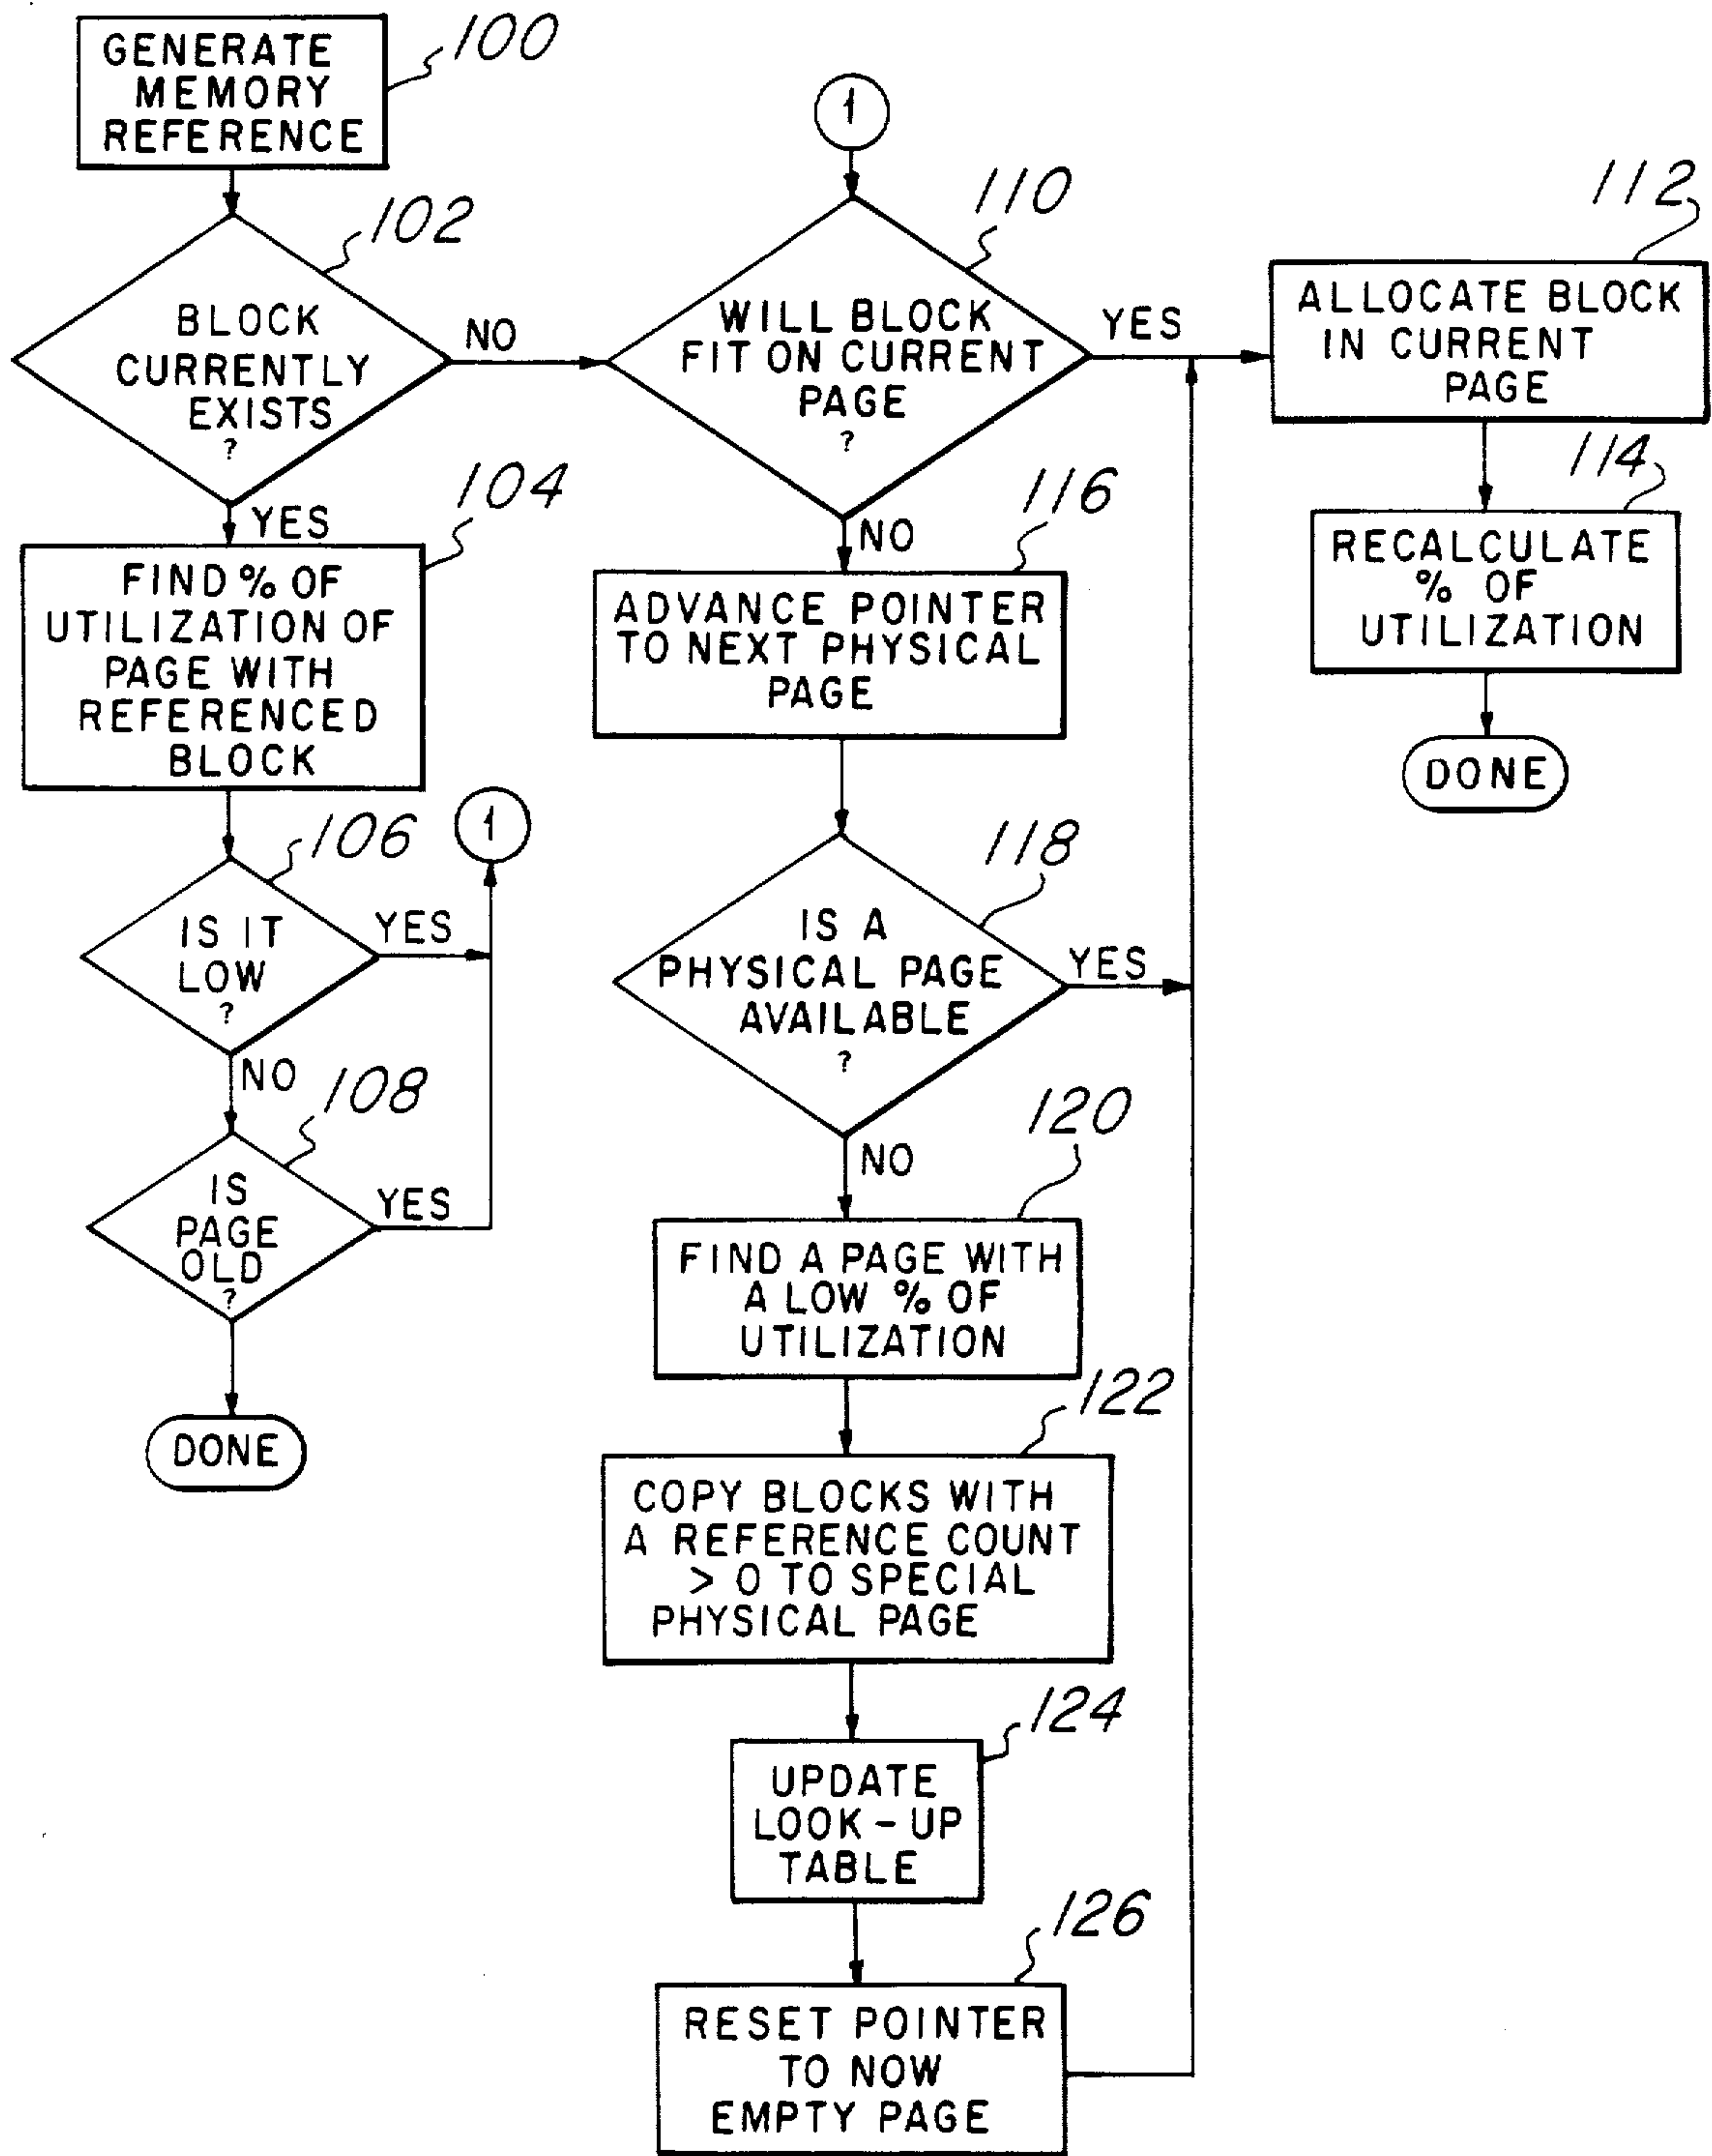 GENERATE
MEMORY
REFERENCE
100
BLOCK
CURRENTLY
EXISTS
?
102
NO
YES
FIND % OF
UTILIZATION OF
PAGE WITH
REFERENCED
BLOCK
104
IS IT
LOW
?
106
YES
1
NO
IS
PAGE
OLD
?
108
YES
DONE
1
WILL BLOCK
FIT ON CURRENT
PAGE
?
110
YES
NO
ADVANCE POINTER
TO NEXT PHYSICAL
PAGE
116
IS A
PHYSICAL PAGE
AVAILABLE
?
118
YES
NO
FIND A PAGE WITH
A LOW % OF
UTILIZATION
120
COPY BLOCKS WITH
A REFERENCE COUNT
> 0 TO SPECIAL
PHYSICAL PAGE
122
UPDATE
LOOK-UP
TABLE
124
RESET POINTER
TO NOW
EMPTY PAGE
126
ALLOCATE BLOCK
IN CURRENT
PAGE
112
RECALCULATE
% OF
UTILIZATION
114
DONE